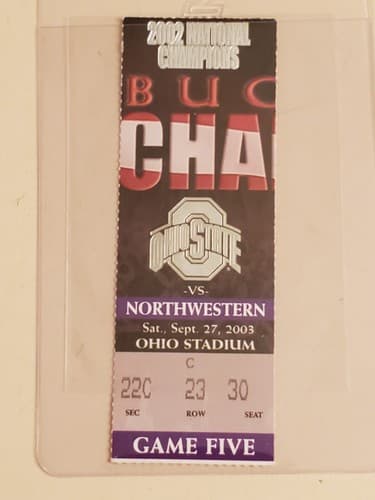 2002 NATIONAL
CHAMPIONS
BUC
CHA
OHIO STATE
-VS-
NORTHWESTERN
Sat., Sept. 27, 2003
OHIO STADIUM
C
22C 23 30
SEC ROW SEAT
GAME FIVE